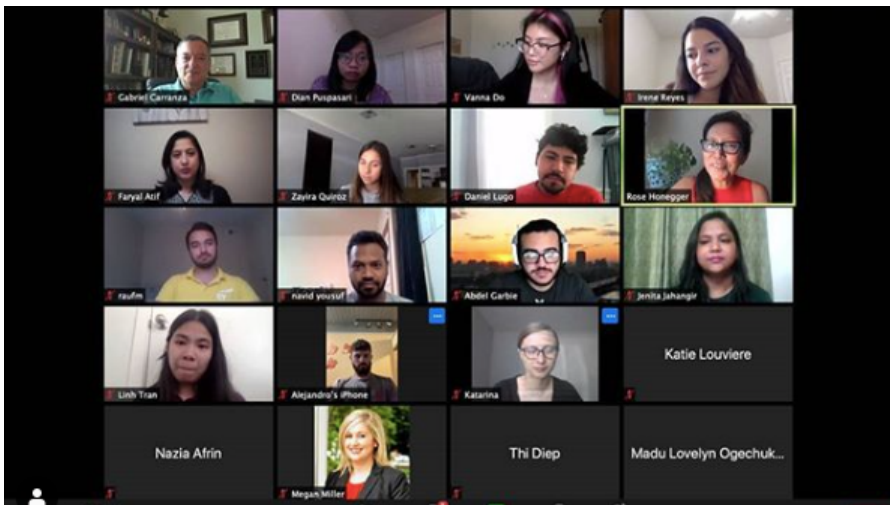 Gabriel Carranza
Dian Puspasari
Vanna Do
Irene Reyes
Faryal Atif
Zayira Quiroz
Daniel Lugo
Rose Honegger
raufm
navid yousuf
Abdel Garbie
Jenita Jahangir
Linh Tran
Alejandro's iPhone
Katarina
Katie Louviere
Nazia Afrin
Megan Miller
Thi Diep
Madu Lovelyn Ogechuk...